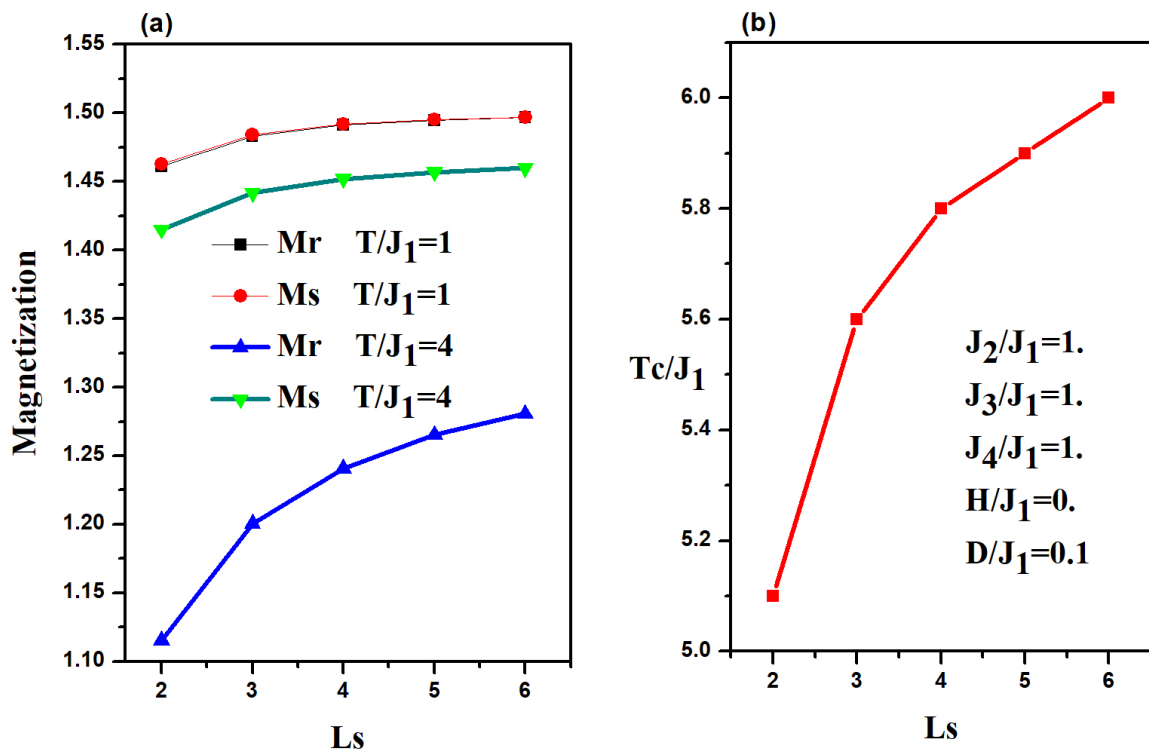 (a)
1.55
1.50
1.45
1.40
1.35
1.30
1.25
1.20
1.15
1.10
Magnetization
Mr T/J1=1
Ms T/J1=1
Mr T/J1=4
Ms T/J1=4
2 3 4 5 6
Ls
(b)
6.0
5.8
5.6
5.4
5.2
5.0
Tc/J1
J2/J1=1.
J3/J1=1.
J4/J1=1.
H/J1=0.
D/J1=0.1
2 3 4 5 6
Ls